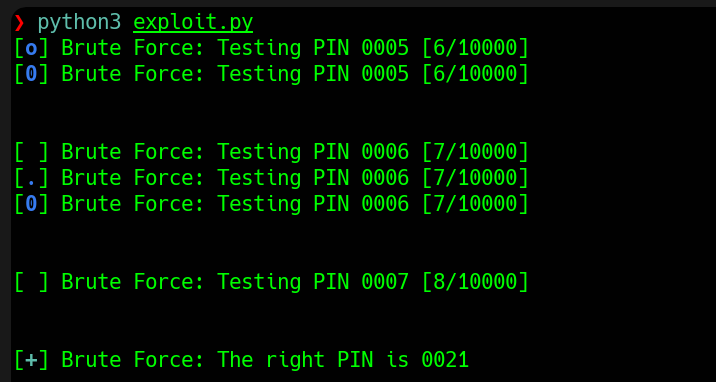 ❯ python3 exploit.py
[o] Brute Force: Testing PIN 0005 [6/10000]
[0] Brute Force: Testing PIN 0005 [6/10000]
[ ] Brute Force: Testing PIN 0006 [7/10000]
[.] Brute Force: Testing PIN 0006 [7/10000]
[0] Brute Force: Testing PIN 0006 [7/10000]
[ ] Brute Force: Testing PIN 0007 [8/10000]
[+] Brute Force: The right PIN is 0021